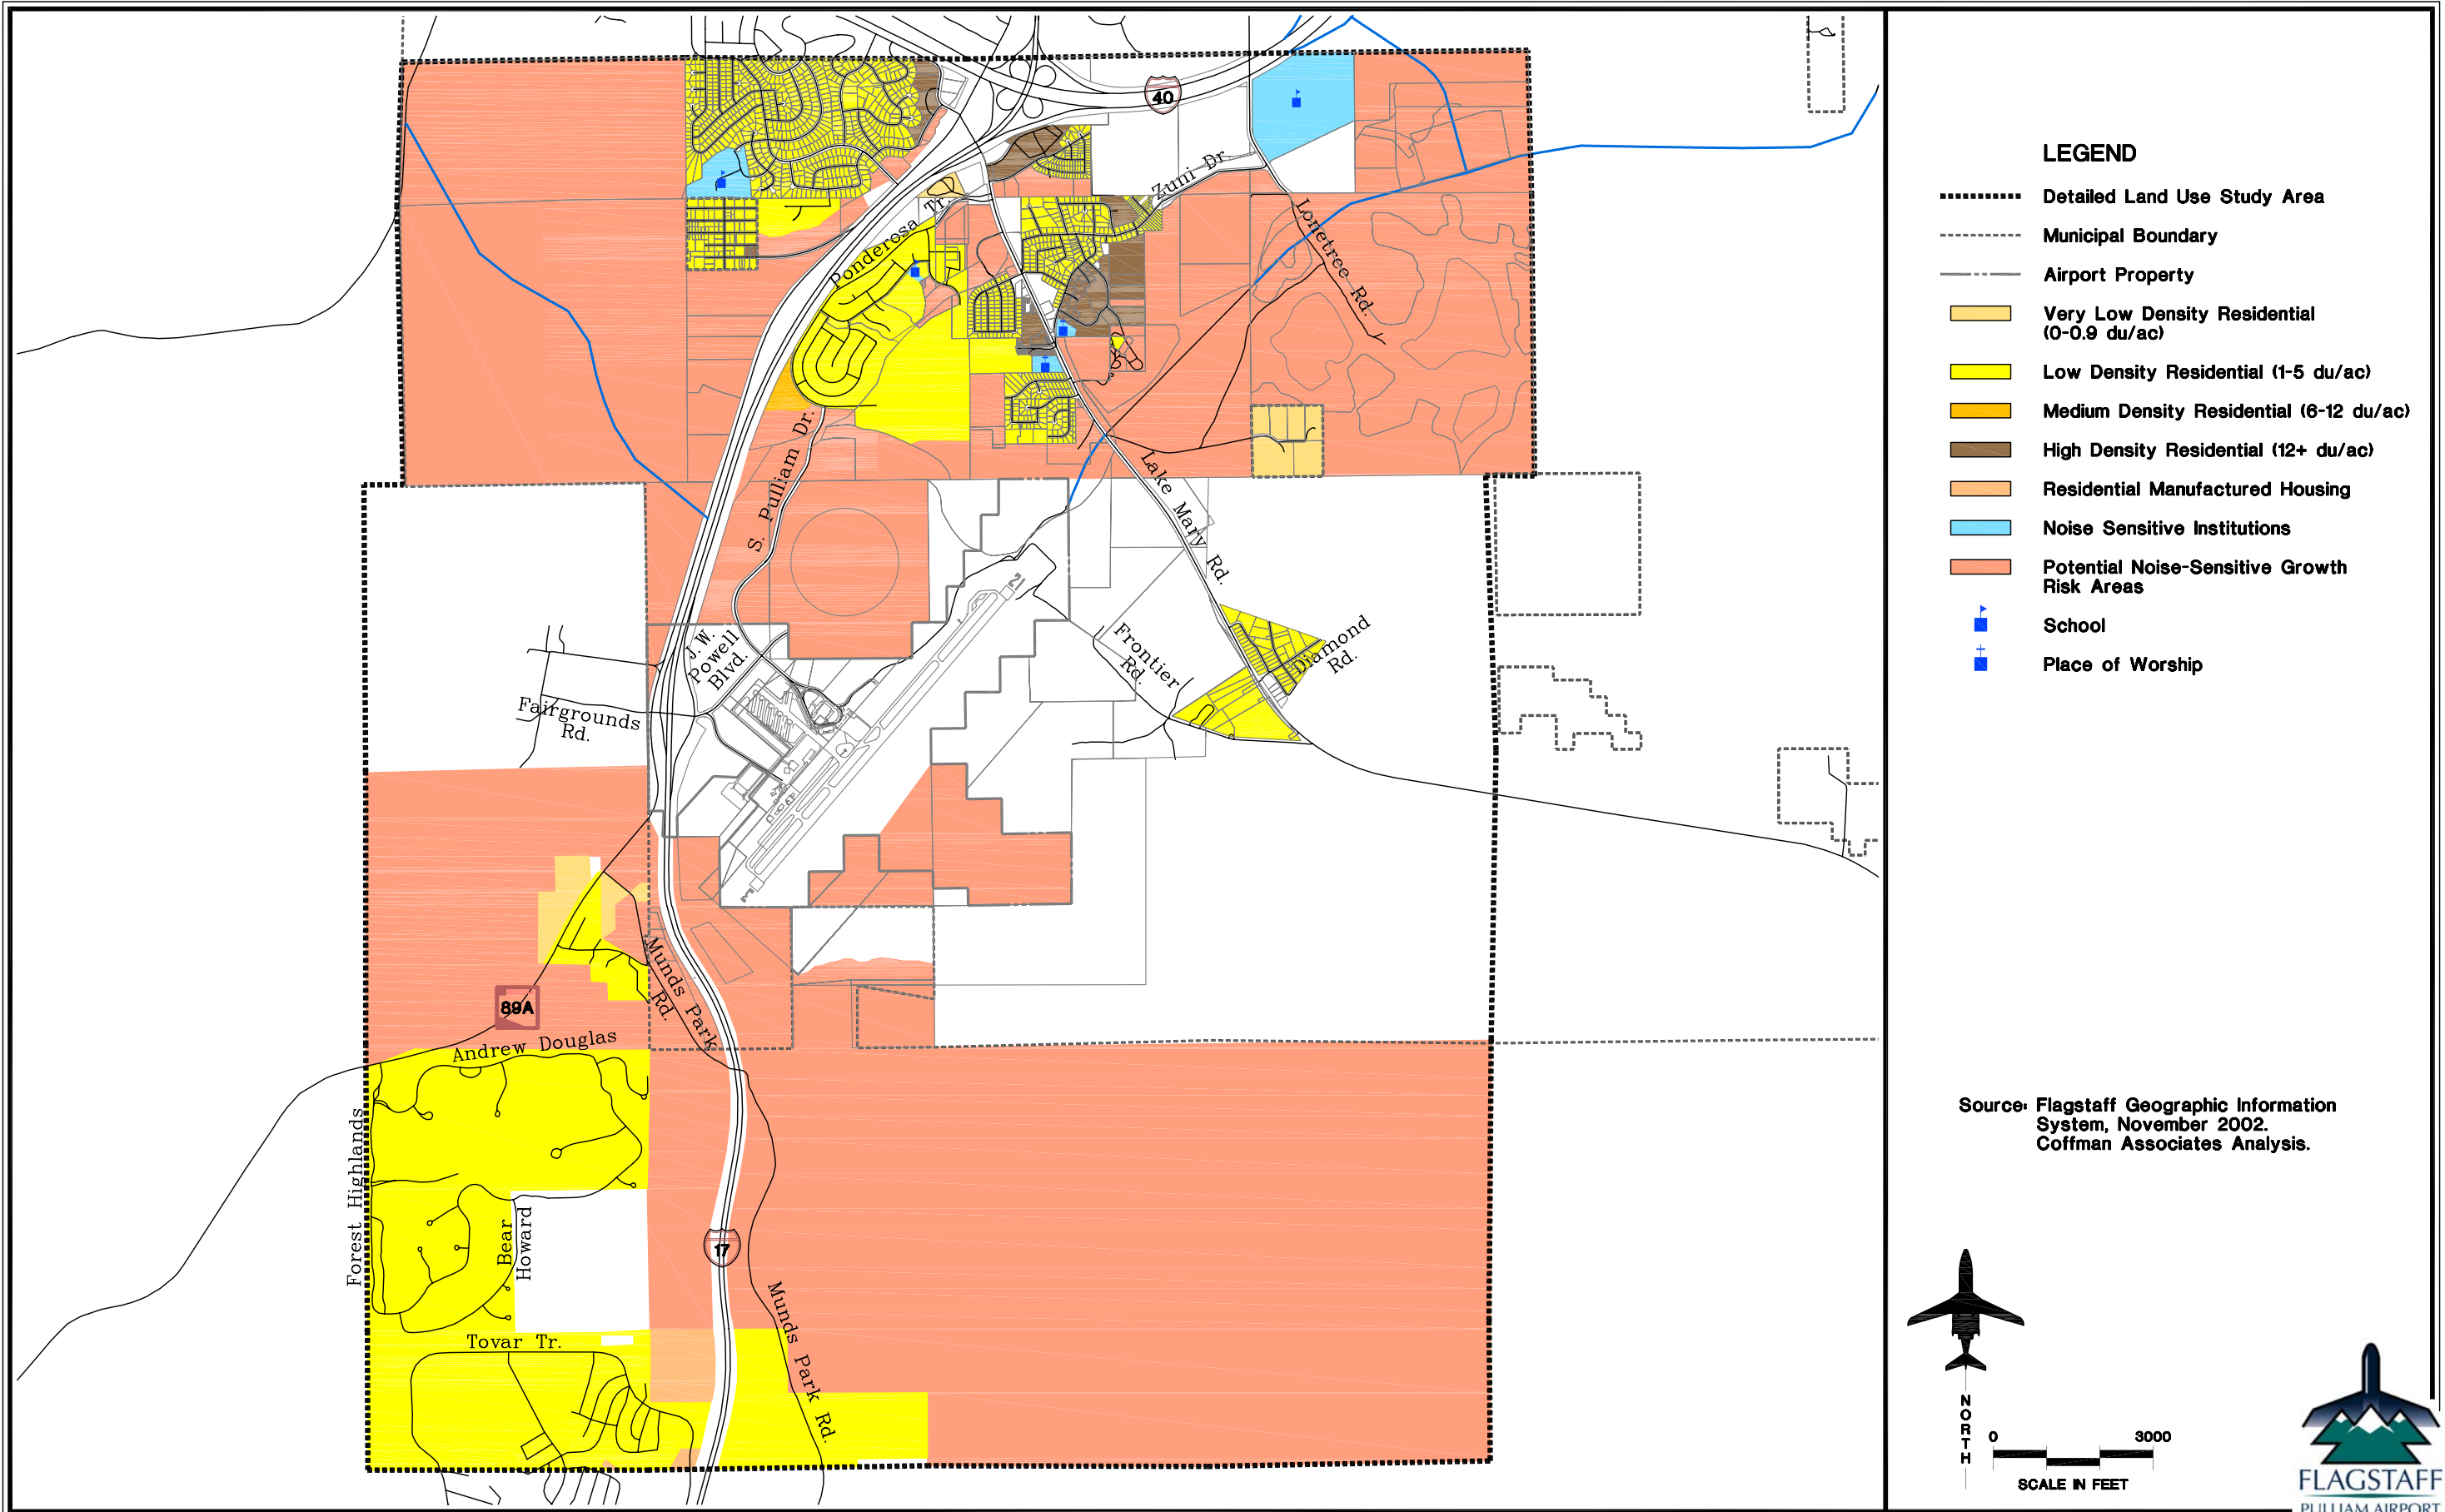 40
Zuni Dr.
Ponderosa Tr.
Lonetree Rd.
S. Pulliam Dr.
Lake Mary Rd.
21
J.W.
Powell
Blvd.
Frontier
Rd.
Diamond
Rd.
Fairgrounds
Rd.
3
Munds Park
Rd.
89A
Andrew Douglas
Forest Highlands
Bear
Howard
17
Munds Park Rd.
Tovar Tr.
LEGEND
Detailed Land Use Study Area
Municipal Boundary
Airport Property
Very Low Density Residential
(0-0.9 du/ac)
Low Density Residential (1-5 du/ac)
Medium Density Residential (6-12 du/ac)
High Density Residential (12+ du/ac)
Residential Manufactured Housing
Noise Sensitive Institutions
Potential Noise-Sensitive Growth
Risk Areas
School
Place of Worship
Source: Flagstaff Geographic Information
System, November 2002.
Coffman Associates Analysis.
NORTH
0 3000
SCALE IN FEET
FLAGSTAFF
PULLIAM AIRPORT